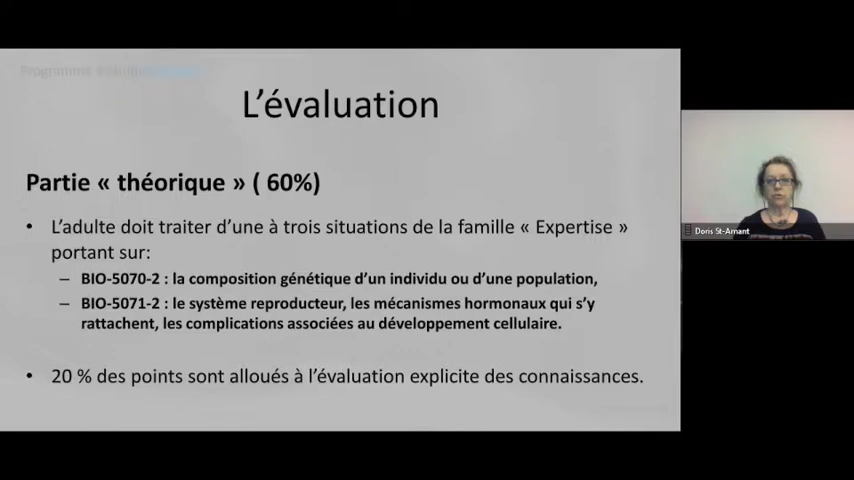 L'évaluation
Partie « théorique » ( 60%)
• L'adulte doit traiter d'une à trois situations de la famille « Expertise »
portant sur:
– BIO-5070-2 : la composition génétique d'un individu ou d'une population,
– BIO-5071-2 : le système reproducteur, les mécanismes hormonaux qui s'y
rattachent, les complications associées au développement cellulaire.
• 20 % des points sont alloués à l'évaluation explicite des connaissances.
Doris St-Amant